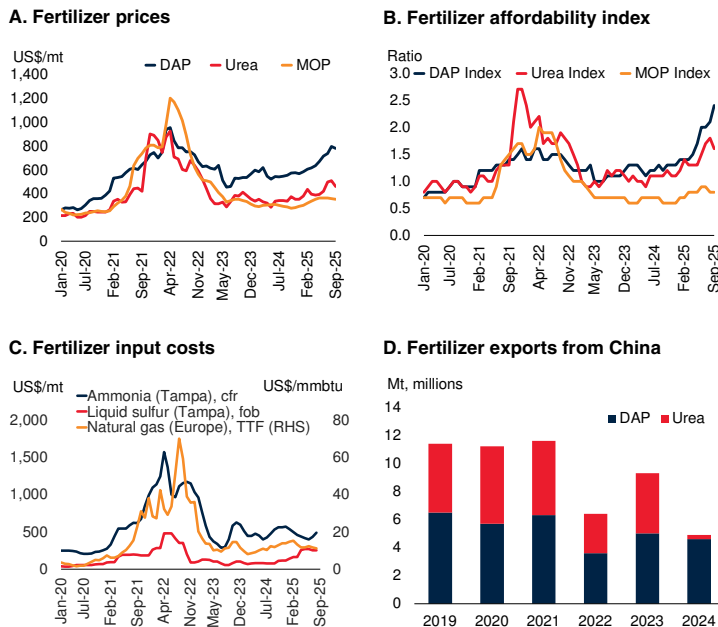 A. Fertilizer prices
US$/mt
DAP Urea MOP
1,400
1,200
1,000
800
600
400
200
0
Jan-20 Jul-20 Feb-21 Sep-21 Apr-22 Nov-22 May-23 Dec-23 Jul-24 Feb-25 Sep-25
B. Fertilizer affordability index
Ratio
DAP Index Urea Index MOP Index
3.0
2.5
2.0
1.5
1.0
0.5
0.0
Jan-20 Jul-20 Feb-21 Sep-21 Apr-22 Nov-22 May-23 Dec-23 Jul-24 Feb-25 Sep-25
C. Fertilizer input costs
US$/mt US$/mmbtu
Ammonia (Tampa), cfr
Liquid sulfur (Tampa), fob
Natural gas (Europe), TTF (RHS)
2,000 80
1,500 60
1,000 40
500 20
0 0
Jan-20 Jul-20 Feb-21 Sep-21 Apr-22 Nov-22 May-23 Dec-23 Jul-24 Feb-25 Sep-25
D. Fertilizer exports from China
Mt, millions
DAP Urea
14
12
10
8
6
4
2
0
2019 2020 2021 2022 2023 2024